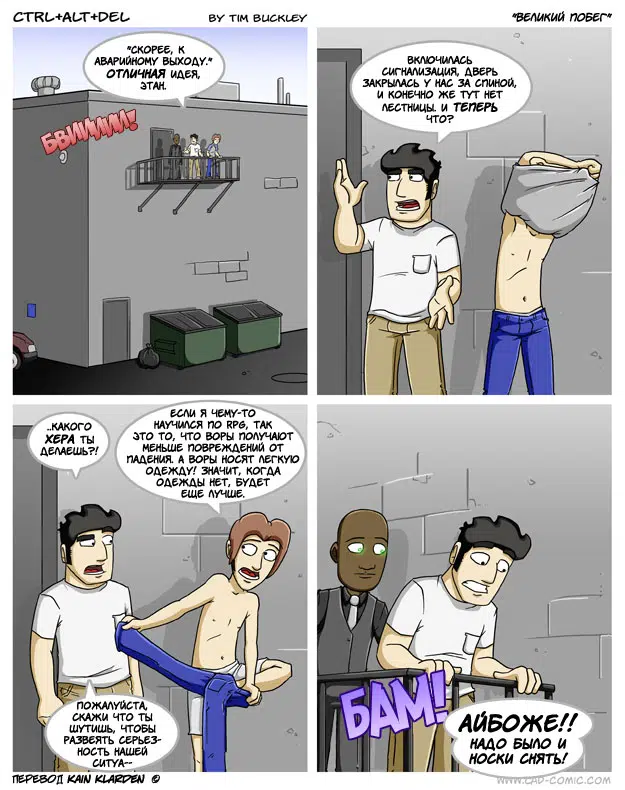 CTRL+ALT+DEL
BY TIM BUCKLEY
"ВЕЛИКИЙ ПОБЕГ"
"СКОРЕЕ, К
АВАРИЙНОМУ ВЫХОДУ."
ОТЛИЧНАЯ ИДЕЯ,
ЭТАН.
БВИИИИИ!
ВКЛЮЧИЛАСЬ
СИГНАЛИЗАЦИЯ, ДВЕРЬ
ЗАКРЫЛАСЬ У НАС ЗА СПИНОЙ,
И КОНЕЧНО ЖЕ ТУТ НЕТ
ЛЕСТНИЦЫ. И ТЕПЕРЬ
ЧТО?
..КАКОГО
ХЕРА ТЫ
ДЕЛАЕШЬ?!
ЕСЛИ Я ЧЕМУ-ТО
НАУЧИЛСЯ ПО RPG, ТАК
ЭТО ТО, ЧТО ВОРЫ ПОЛУЧАЮТ
МЕНЬШЕ ПОВРЕЖДЕНИЙ ОТ
ПАДЕНИЯ. А ВОРЫ НОСЯТ ЛЕГКУЮ
ОДЕЖДУ! ЗНАЧИТ, КОГДА
ОДЕЖДЫ НЕТ, БУДЕТ
ЕЩЕ ЛУЧШЕ.
ПОЖАЛУЙСТА,
СКАЖИ ЧТО ТЫ
ШУТИШЬ, ЧТОБЫ
РАЗВЕЯТЬ СЕРЬЕЗ-
НОСТЬ НАШЕЙ
СИТУА--
БАМ!
АЙБОЖЕ!!
НАДО БЫЛО И
НОСКИ СНЯТЬ!
ПЕРЕВОД KAIN KLARDEN ©
WWW.CAD-COMIC.COM